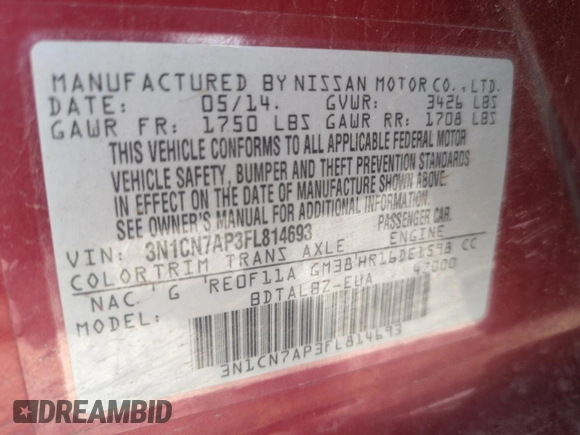 MANUFACTURED BY NISSAN MOTOR CO., LTD.
DATE: 05/14. GVWR: 3426 LBS
GAWR FR: 1750 LBS GAWR RR: 1708 LBS
THIS VEHICLE CONFORMS TO ALL APPLICABLE FEDERAL MOTOR
VEHICLE SAFETY, BUMPER AND THEFT PREVENTION STANDARDS
IN EFFECT ON THE DATE OF MANUFACTURE SHOWN ABOVE.
SEE OWNER'S MANUAL FOR MORE INFORMATION
VIN: 3N1CN7AP3FL814693 PASSENGER CAR.
COLOR TRIM TRANS AXLE ENGINE
NAC G RE0F11A GM38 HR16DE1598 CC
MODEL: BDTALBZ-EUA 47000
3N1CN7AP3FL814693
DREAMBID